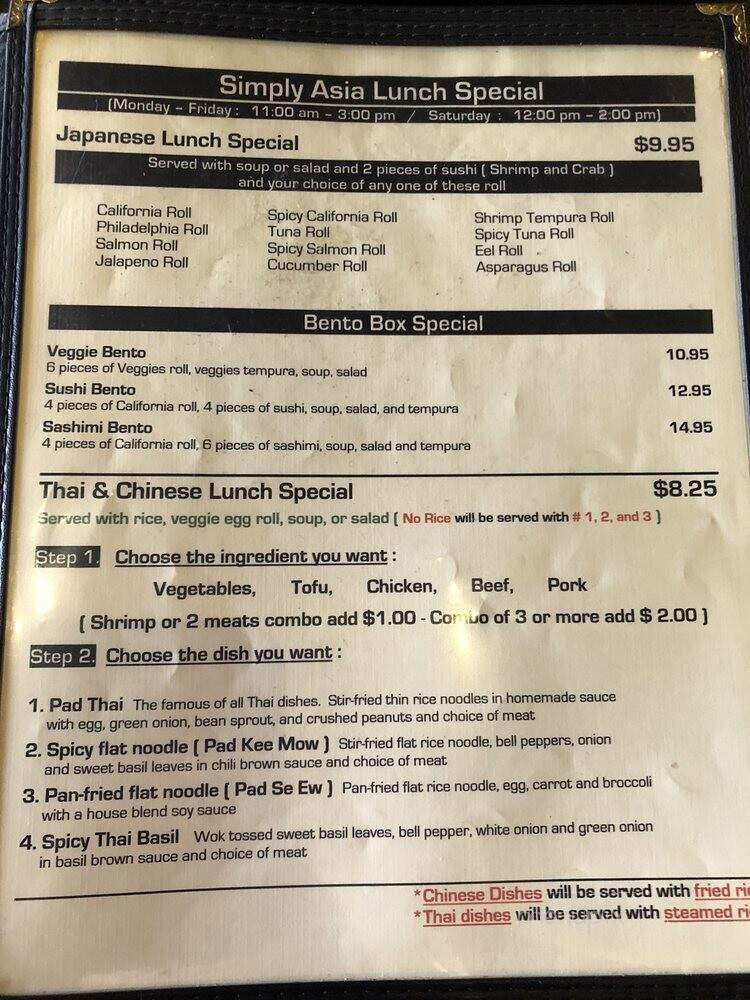 Simply Asia Lunch Special
(Monday - Friday : 11:00 am - 3:00 pm / Saturday : 12:00 pm - 2:00 pm)
Japanese Lunch Special $9.95
Served with soup or salad and 2 pieces of sushi ( Shrimp and Crab )
and your choice of any one of these roll
California Roll Spicy California Roll Shrimp Tempura Roll
Philadelphia Roll Tuna Roll Spicy Tuna Roll
Salmon Roll Spicy Salmon Roll Eel Roll
Jalapeno Roll Cucumber Roll Asparagus Roll
Bento Box Special
Veggie Bento 10.95
6 pieces of Veggies roll, veggies tempura, soup, salad
Sushi Bento 12.95
4 pieces of California roll, 4 pieces of sushi, soup, salad, and tempura
Sashimi Bento 14.95
4 pieces of California roll, 6 pieces of sashimi, soup, salad and tempura
Thai & Chinese Lunch Special $8.25
Served with rice, veggie egg roll, soup, or salad ( No Rice will be served with # 1, 2, and 3 )
Step 1. Choose the ingredient you want :
Vegetables, Tofu, Chicken, Beef, Pork
( Shrimp or 2 meats combo add $1.00 - Combo of 3 or more add $ 2.00 )
Step 2. Choose the dish you want :
1. Pad Thai The famous of all Thai dishes. Stir-fried thin rice noodles in homemade sauce
with egg, green onion, bean sprout, and crushed peanuts and choice of meat
2. Spicy flat noodle ( Pad Kee Mow ) Stir-fried flat rice noodle, bell peppers, onion
and sweet basil leaves in chili brown sauce and choice of meat
3. Pan-fried flat noodle ( Pad Se Ew ) Pan-fried flat rice noodle, egg, carrot and broccoli
with a house blend soy sauce
4. Spicy Thai Basil Wok tossed sweet basil leaves, bell pepper, white onion and green onion
in basil brown sauce and choice of meat
*Chinese Dishes will be served with fried
*Thai dishes will be served with steamed